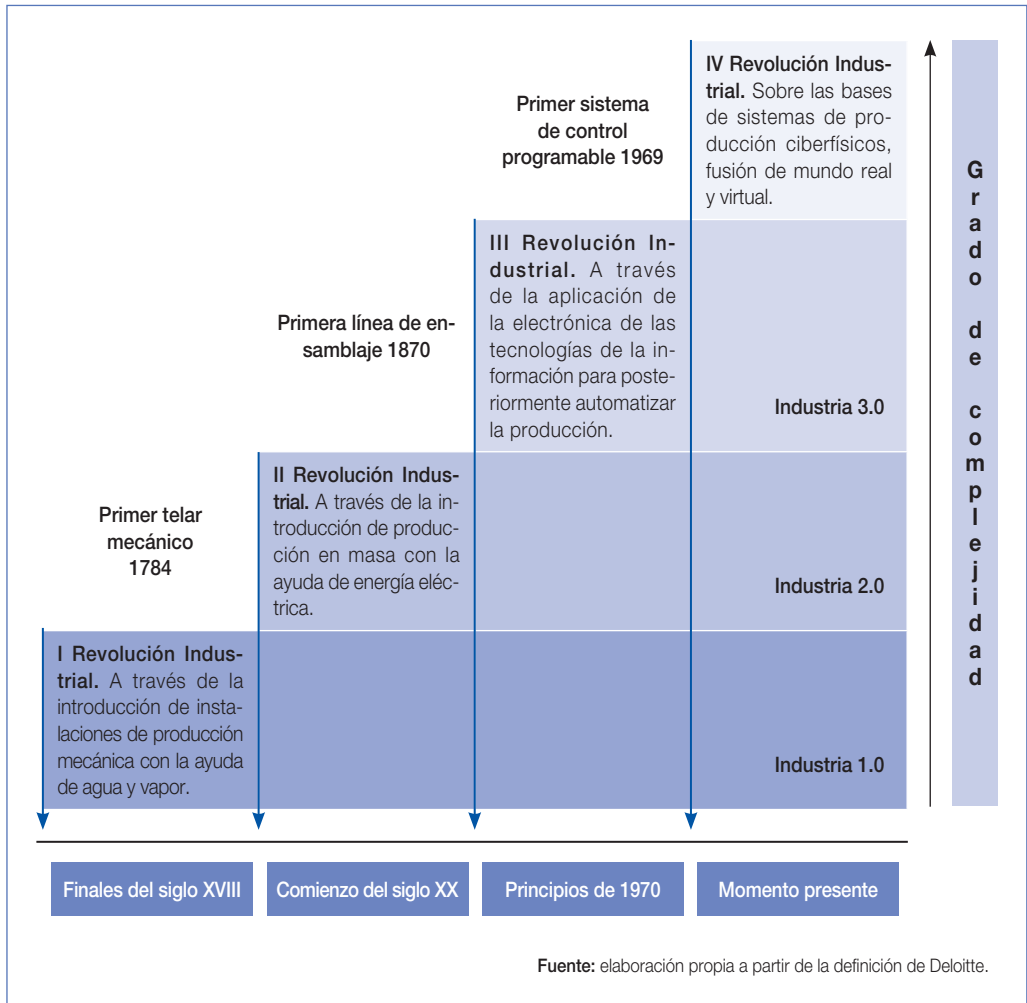 IV Revolución Indus-
trial. Sobre las bases
de sistemas de pro-
ducción ciberfísicos,
fusión de mundo real
y virtual.
Primer sistema
de control
programable 1969
III Revolución In-
dustrial. A través
de la aplicación de
la electrónica de las
tecnologías de la in-
formación para poste-
riormente automatizar
la producción.
Industria 3.0
Primera línea de en-
samblaje 1870
II Revolución Indus-
trial. A través de la in-
troducción de produc-
ción en masa con la
ayuda de energía eléc-
trica.
Industria 2.0
Primer telar
mecánico
1784
I Revolución Indus-
trial. A través de la
introducción de insta-
laciones de producción
mecánica con la ayuda
de agua y vapor.
Industria 1.0
Grado de complejidad
Finales del siglo XVIII
Comienzo del siglo XX
Principios de 1970
Momento presente
Fuente: elaboración propia a partir de la definición de Deloitte.